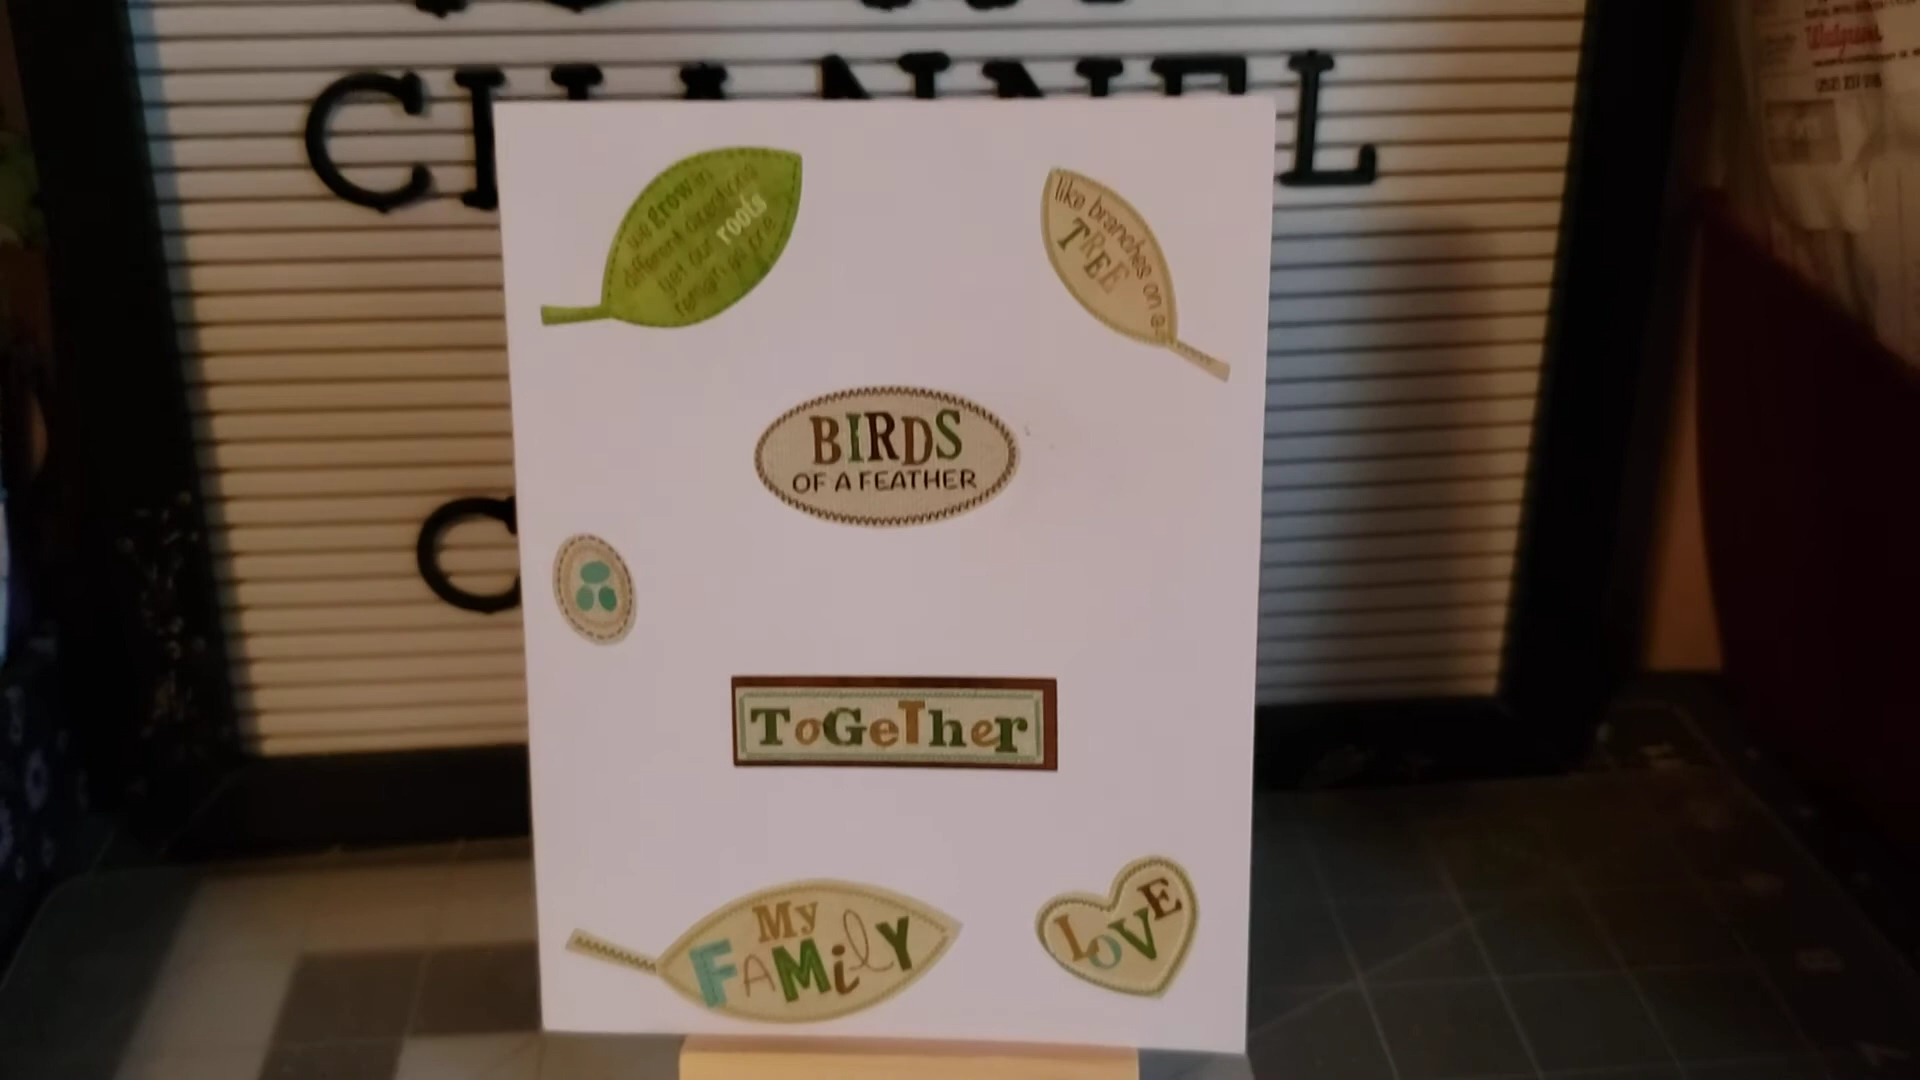 CHANNEL
we grow in
different directions
yet our roots
remain as one
like branches on a
TREE
BIRDS
OF A FEATHER
C
ToGeTher
My
FAMilY
LOVE
Walgreens